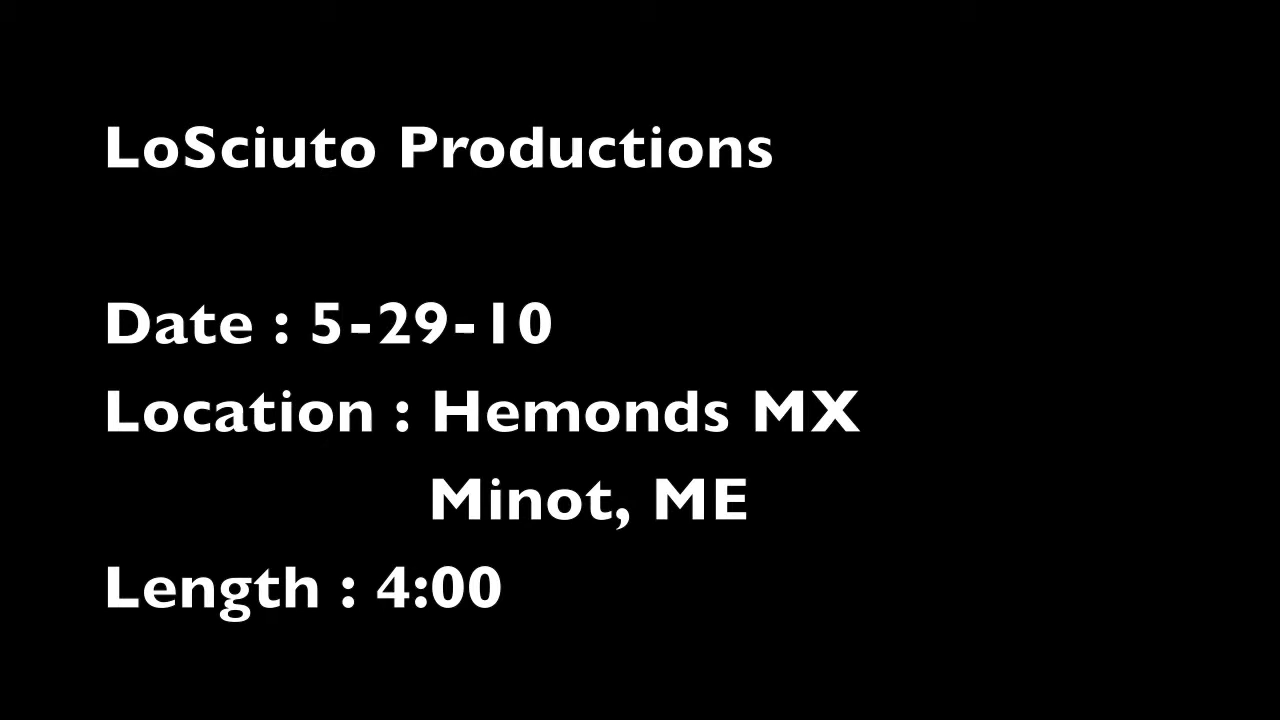 LoSciuto Productions
Date : 5-29-10
Location : Hemonds MX
Minot, ME
Length : 4:00